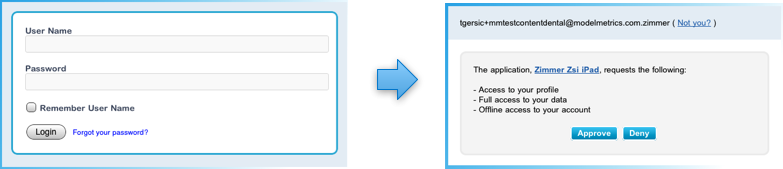 User Name
Password
Remember User Name
Login Forgot your password?
tgersic+mmtestcontentdental@modelmetrics.com.zimmer ( Not you? )
The application, Zimmer Zsi iPad, requests the following:
- Access to your profile
- Full access to your data
- Offline access to your account
Approve Deny